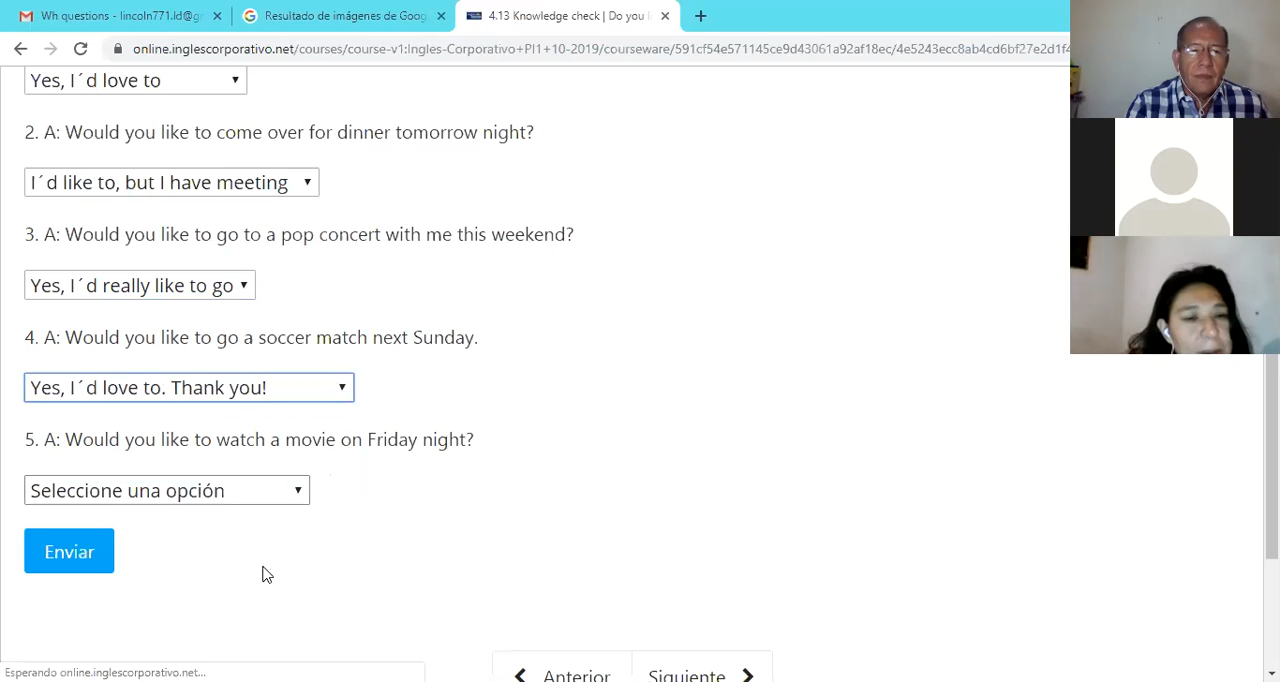 Wh questions - lincoln771.ld@gr
Resultado de imágenes de Goog
4.13 Knowledge check | Do you li
online.inglescorporativo.net/courses/course-v1:Ingles-Corporativo+PI1+10-2019/courseware/591cf54e571145ce9d43061a92af18ec/4e5243ecc8ab4cd6bf27e2d1f4
Yes, I´d love to
2. A: Would you like to come over for dinner tomorrow night?
I´d like to, but I have meeting
3. A: Would you like to go to a pop concert with me this weekend?
Yes, I´d really like to go
4. A: Would you like to go a soccer match next Sunday.
Yes, I´d love to. Thank you!
5. A: Would you like to watch a movie on Friday night?
Seleccione una opción
Enviar
Esperando online.inglescorporativo.net...
Anterior
Siguiente